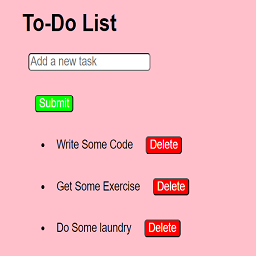 To-Do List
Add a new task
Submit
Write Some Code Delete
Get Some Exercise Delete
Do Some laundry Delete